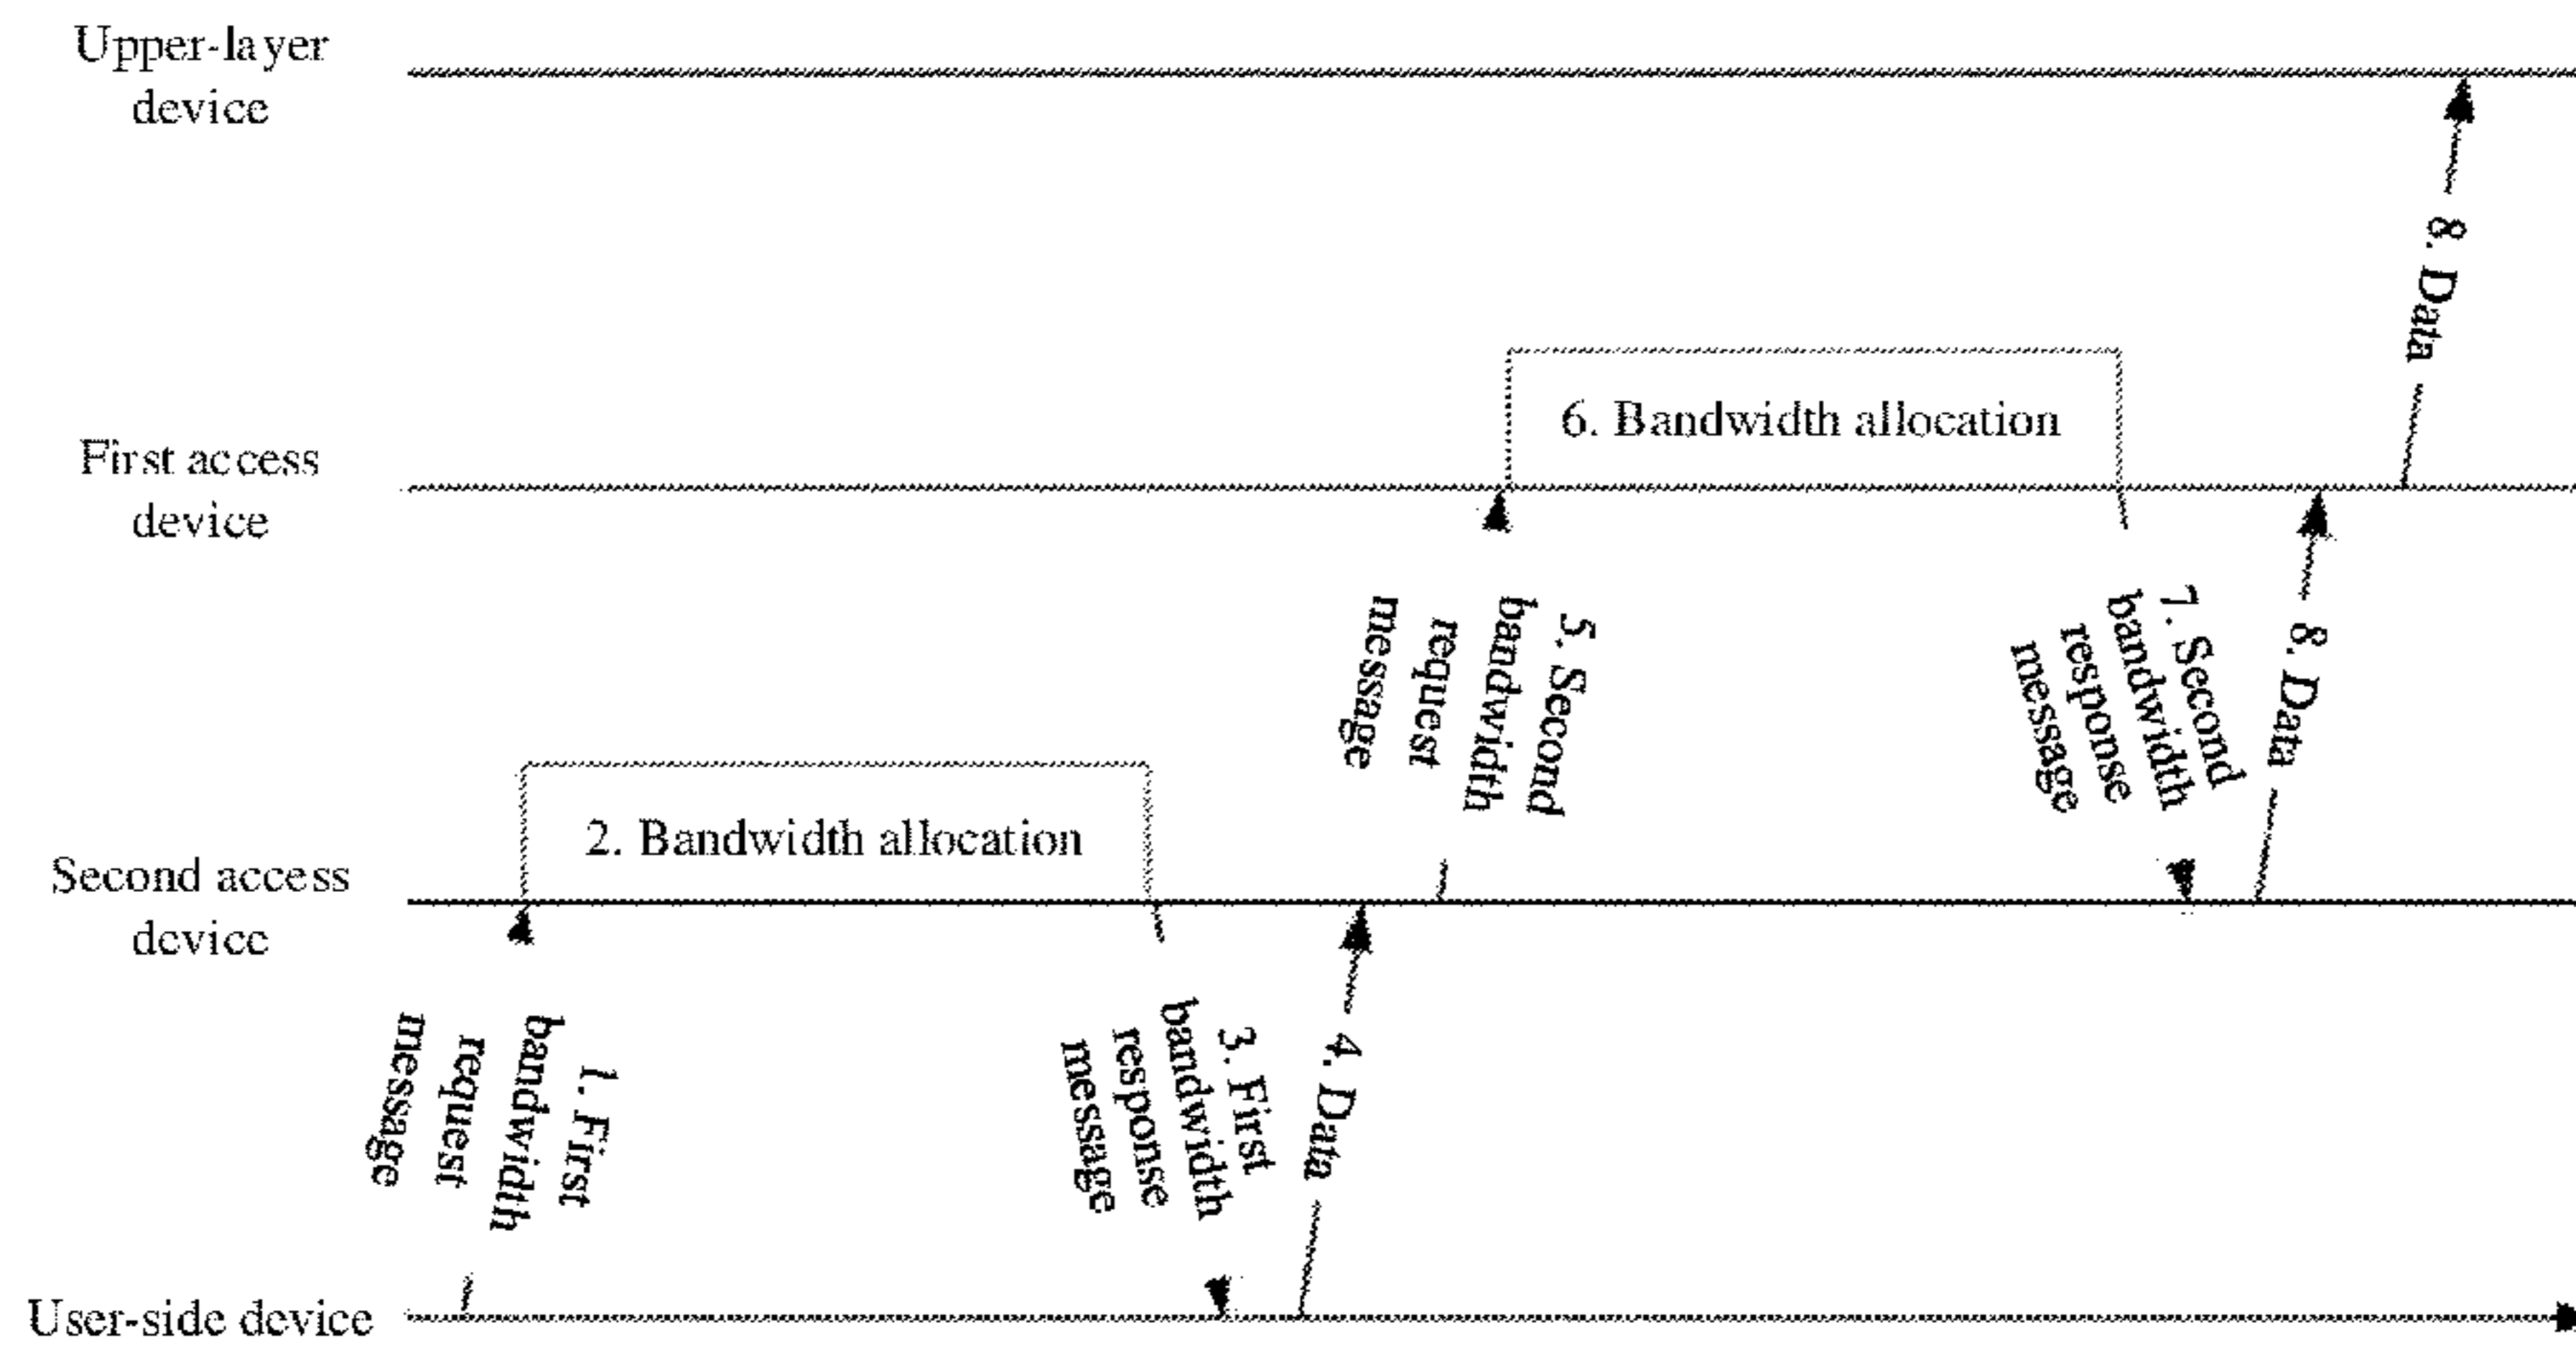 Upper-layer
device
8. Data
6. Bandwidth allocation
First access
device
5. Second
bandwidth
request
message
7. Second
bandwidth
response
message
8. Data
2. Bandwidth allocation
Second access
device
1. First
bandwidth
request
message
3. First
bandwidth
response
message
4. Data
User-side device